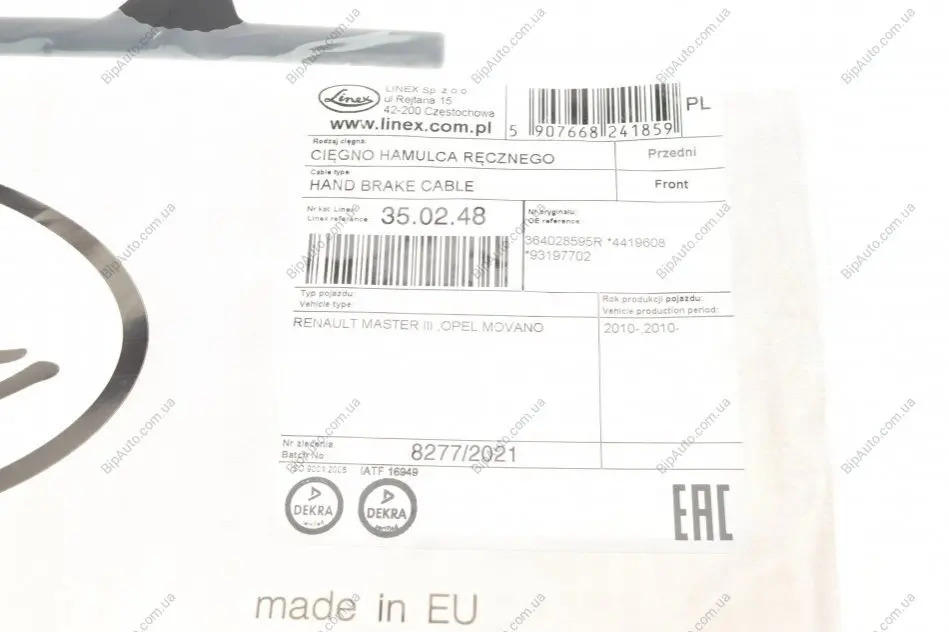 Linex
LINEX Sp. z o.o.
ul Rejtana 15
42-200 Częstochowa
www.linex.com.pl
5 907668 241859
PL
Rodzaj cięgna:
CIĘGNO HAMULCA RĘCZNEGO
Przedni
Cable type:
HAND BRAKE CABLE
Front
Nr kat. Linex
Linex reference
35.02.48
Nr oryginału:
OE reference:
364028595R *4419608
*93197702
Typ pojazdu:
Vehicle type:
Rok produkcji pojazdu:
Vehicle production period:
RENAULT MASTER III ,OPEL MOVANO
2010-,2010-
Nr zlecenia
Batch No
8277/2021
ISO 9001:2005 IATF 16949
DEKRA
DEKRA
EAC
made in EU
BipAuto.com.ua